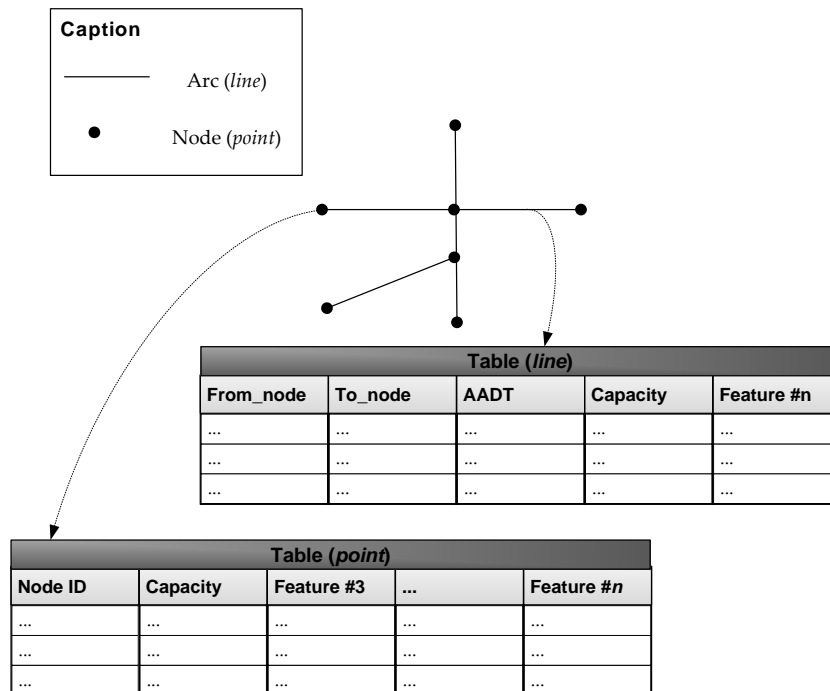 Caption
Arc (line)
Node (point)
Table (line)
From_node To_node AADT Capacity Feature #n
... ... ... ... ...
... ... ... ... ...
... ... ... ... ...
Table (point)
Node ID Capacity Feature #3 ... Feature #n
... ... ... ... ...
... ... ... ... ...
... ... ... ... ...